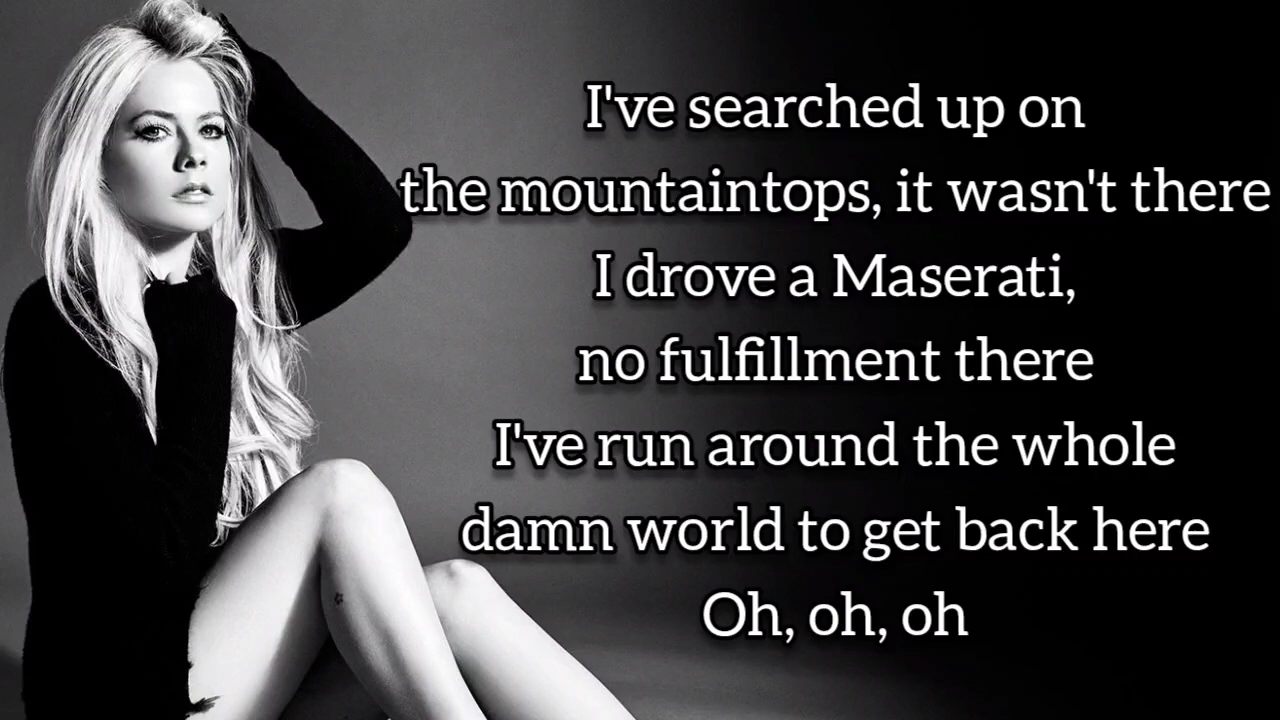 I've searched up on
the mountaintops, it wasn't there
I drove a Maserati,
no fulfillment there
I've run around the whole
damn world to get back here
Oh, oh, oh